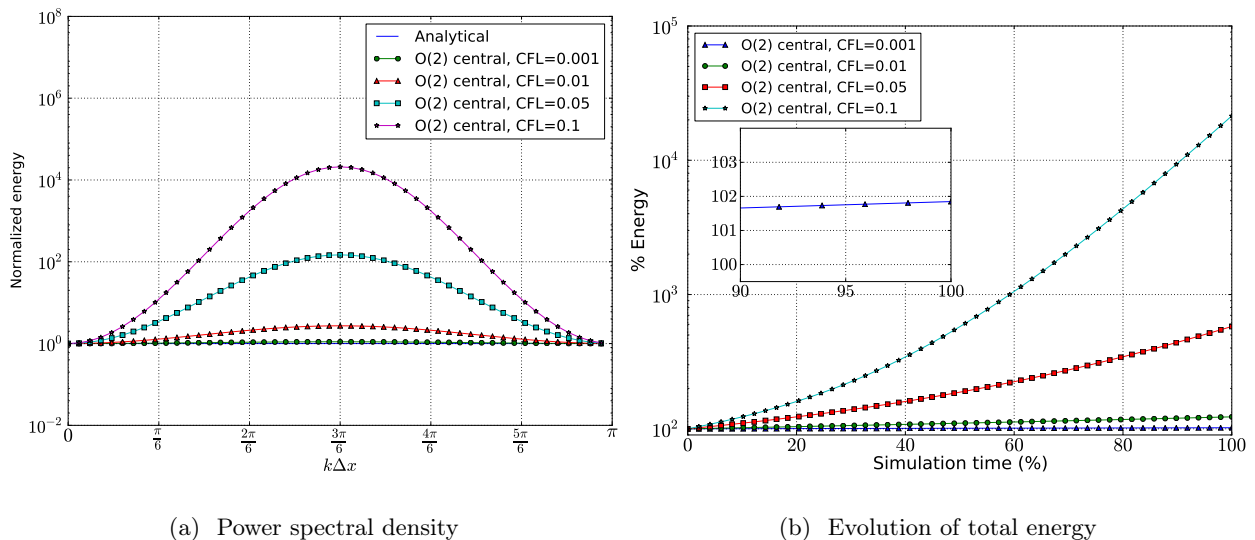 10^8
10^6
10^4
10^2
10^0
10^-2
Normalized energy
Analytical
O(2) central, CFL=0.001
O(2) central, CFL=0.01
O(2) central, CFL=0.05
O(2) central, CFL=0.1
0
π/6
2π/6
3π/6
4π/6
5π/6
π
kΔx
(a) Power spectral density
10^5
10^4
10^3
10^2
% Energy
O(2) central, CFL=0.001
O(2) central, CFL=0.01
O(2) central, CFL=0.05
O(2) central, CFL=0.1
103
102
101
100
90
95
100
0
20
40
60
80
100
Simulation time (%)
(b) Evolution of total energy